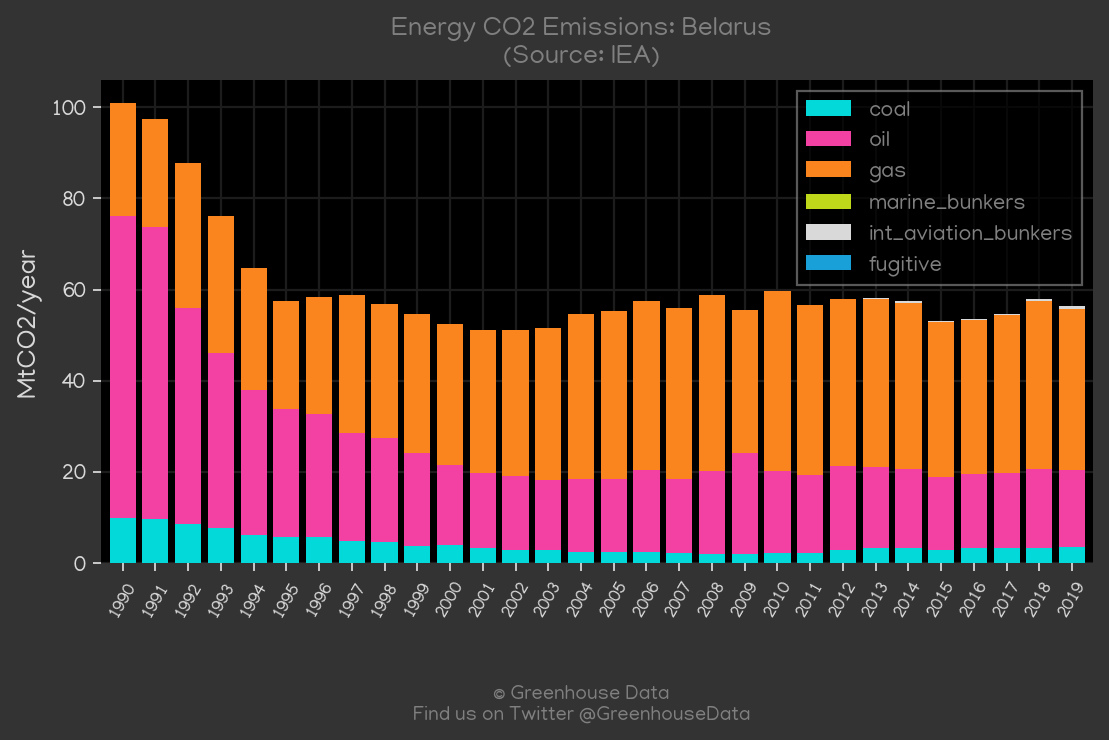 Energy CO2 Emissions: Belarus
(Source: IEA)
MtCO2/year
100
80
60
40
20
0
coal
oil
gas
marine_bunkers
int_aviation_bunkers
fugitive
1990 1991 1992 1993 1994 1995 1996 1997 1998 1999 2000 2001 2002 2003 2004 2005 2006 2007 2008 2009 2010 2011 2012 2013 2014 2015 2016 2017 2018 2019
© Greenhouse Data
Find us on Twitter @GreenhouseData